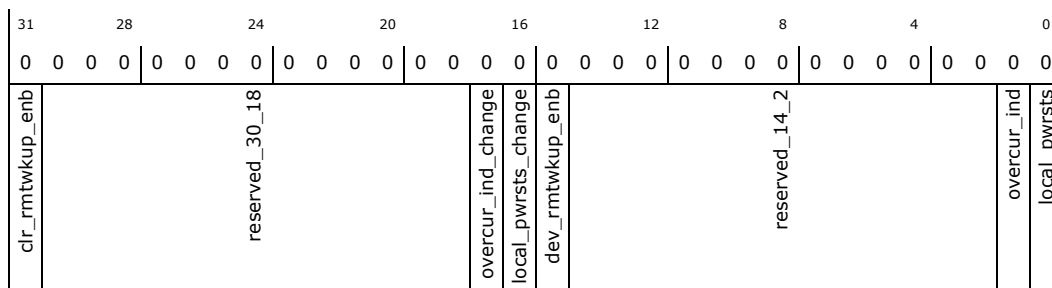 31 28 24 20 16 12 8 4 0
0 0 0 0 0 0 0 0 0 0 0 0 0 0 0 0 0 0 0 0 0 0 0 0 0 0 0 0 0 0 0 0
clr_rmtwkup_enb
reserved_30_18
overcur_ind_change
local_pwrsts_change
dev_rmtwkup_enb
reserved_14_2
overcur_ind
local_pwrsts